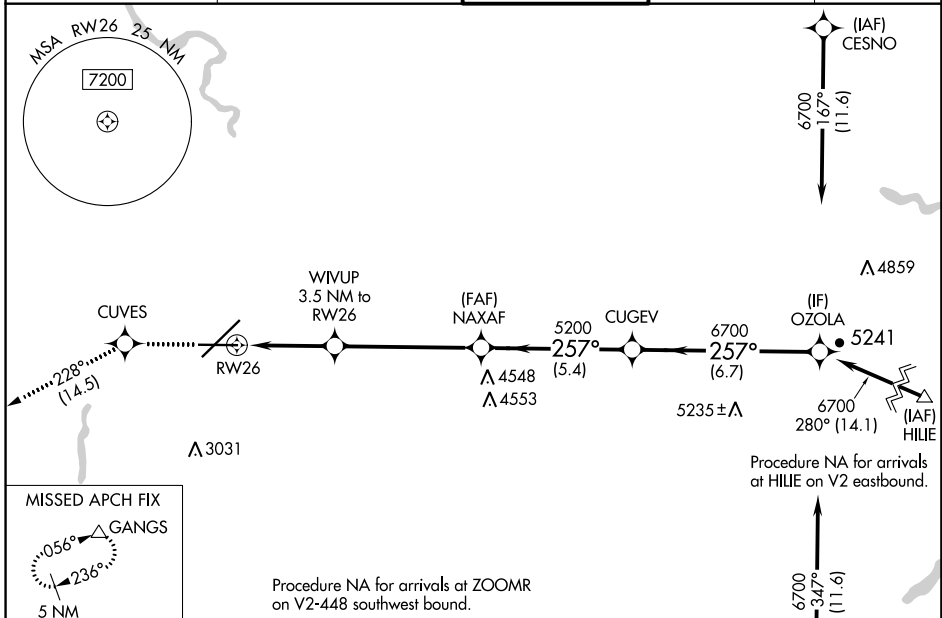 MSA RW26 25 NM
7200
(IAF)
CESNO
6700
167°
(11.6)
4859
CUVES
WIVUP
3.5 NM to
RW26
(FAF)
NAXAF
5200
257°
(5.4)
CUGEV
6700
257°
(6.7)
(IF)
OZOLA
5241
RW26
228°
(14.5)
4548
4553
5235±
6700
280° (14.1)
(IAF)
HILIE
3031
Procedure NA for arrivals
at HILIE on V2 eastbound.
MISSED APCH FIX
GANGS
056°
236°
5 NM
Procedure NA for arrivals at ZOOMR
on V2-448 southwest bound.
6700
347°
(11.6)